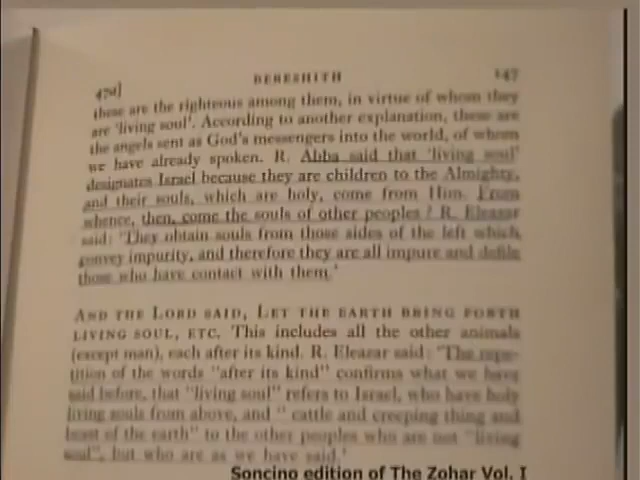 47a] BERESHITH 147
these are the righteous among them, in virtue of whom they
are 'living soul'. According to another explanation, these are
the angels sent as God's messengers into the world, of whom
we have already spoken. R. Abba said that 'living soul'
designates Israel because they are children to the Almighty,
and their souls, which are holy, come from Him. From
whence, then, come the souls of other peoples? R. Eleazar
said: 'They obtain souls from those sides of the left which
convey impurity, and therefore they are all impure and defile
those who have contact with them.'
AND THE LORD SAID, LET THE EARTH BRING FORTH
LIVING SOUL, ETC. This includes all the other animals
(except man), each after its kind. R. Eleazar said: 'The repe-
tition of the words "after its kind" confirms what we have
said before, that "living soul" refers to Israel, who have holy
living souls from above, and " cattle and creeping thing and
beast of the earth" to the other peoples who are not "living
soul", but who are as we have said.'
Soncino edition of The Zohar Vol. I